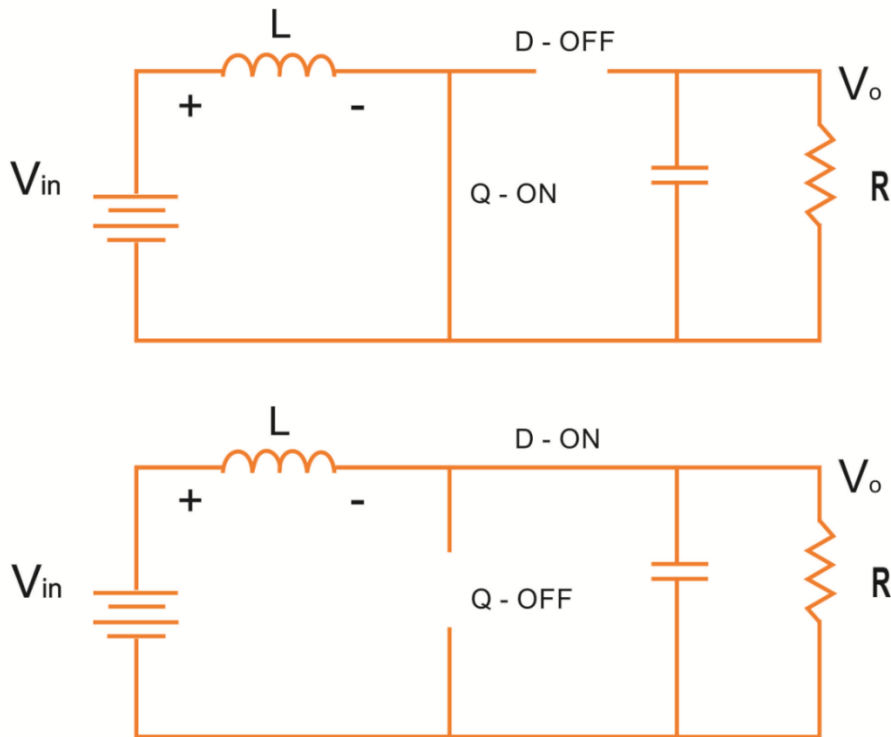 L
D - OFF
+ -
Vo
Vin
Q - ON
R
L
D - ON
+ -
Vo
Vin
Q - OFF
R